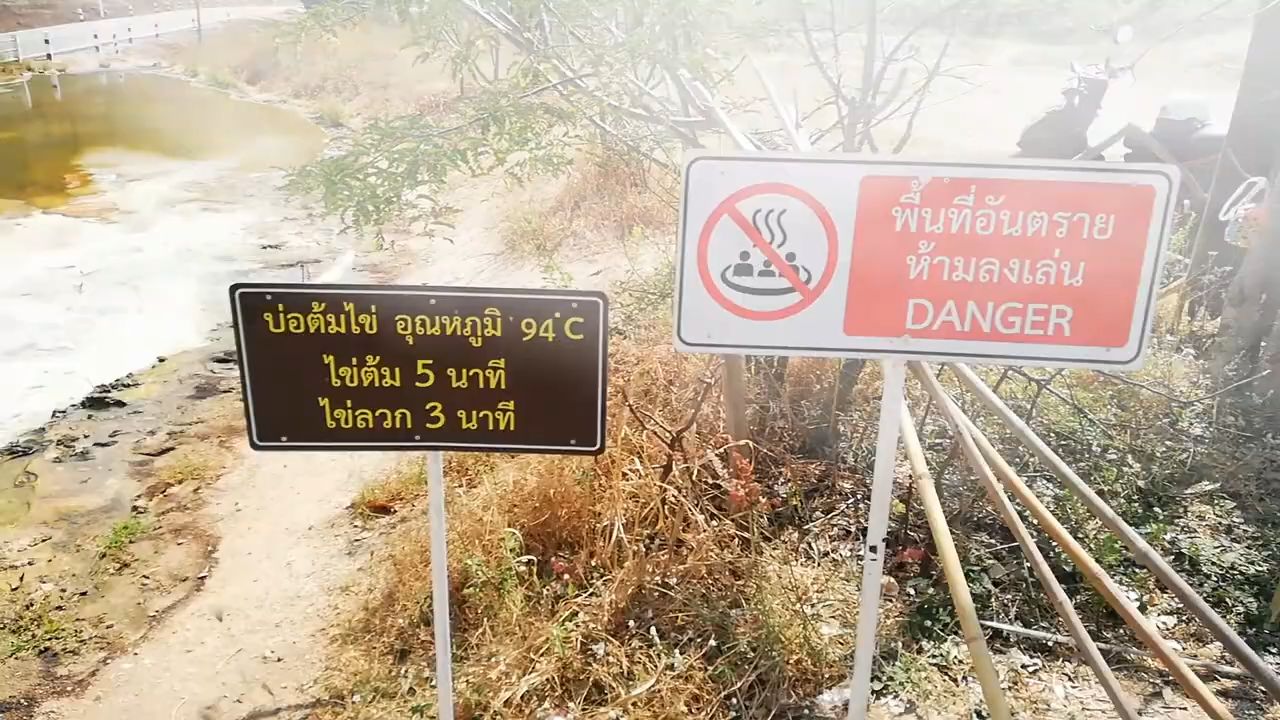 บ่อต้มไข่ อุณหภูมิ 94°C
ไข่ต้ม 5 นาที
ไข่ลวก 3 นาที
พื้นที่อันตราย
ห้ามลงเล่น
DANGER